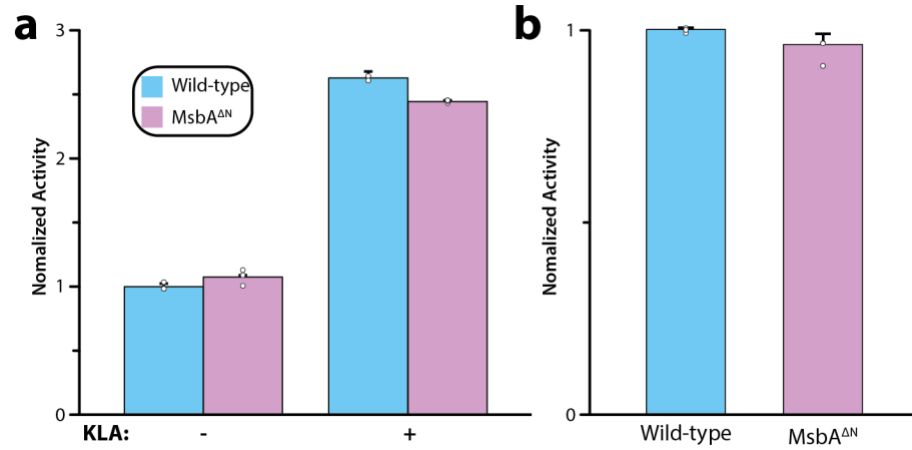 a
Nomalized Activity
3
2
1
0
Wild-type
MsbAΔN
KLA:
-
+
b
Nomalized Activity
1
0
Wild-type
MsbAΔN